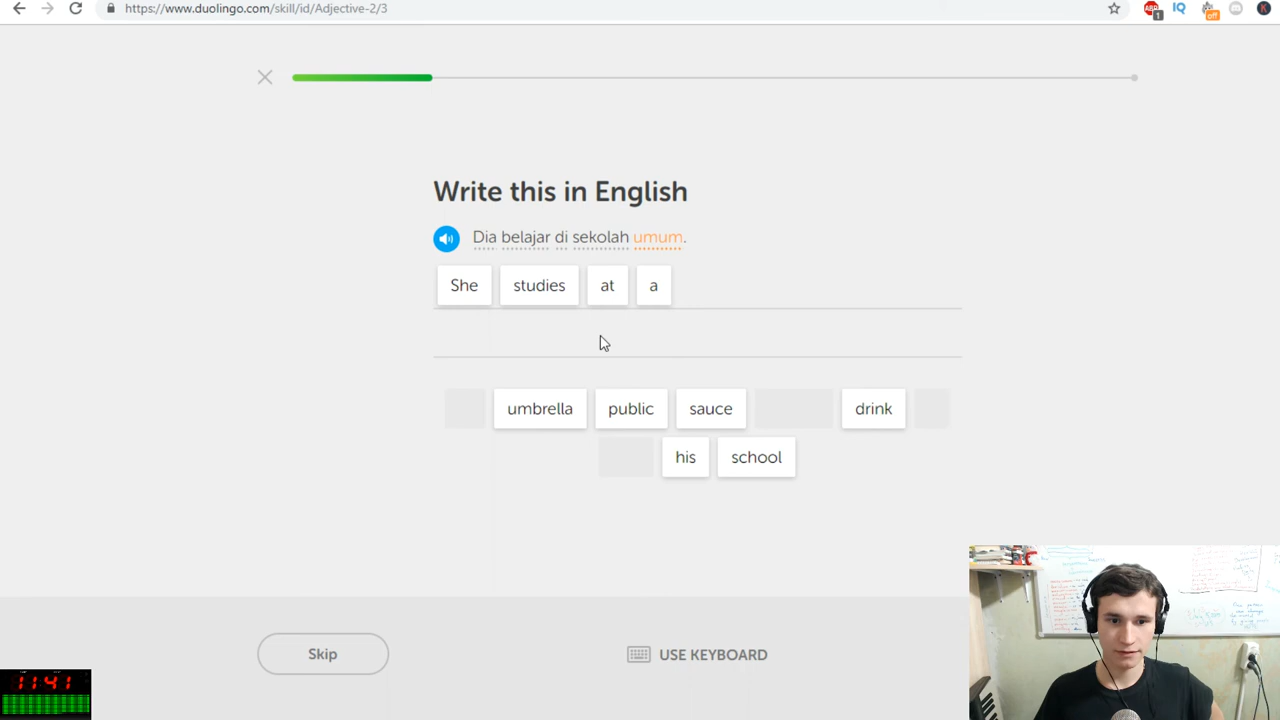 https://www.duolingo.com/skill/id/Adjective-2/3
Write this in English
Dia belajar di sekolah umum.
She studies at a
umbrella public sauce drink
his school
Skip
USE KEYBOARD
11:41